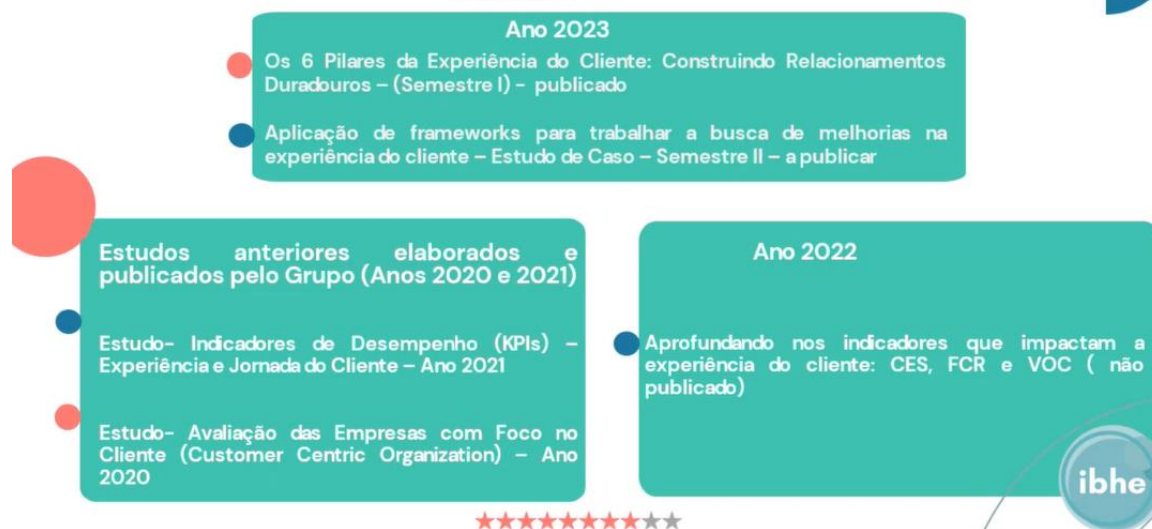 Ano 2023
Os 6 Pilares da Experiência do Cliente: Construindo Relacionamentos
Duradouros – (Semestre I) - publicado
Aplicação de frameworks para trabalhar a busca de melhorias na
experiência do cliente – Estudo de Caso – Semestre II – a publicar
Estudos anteriores elaborados e
publicados pelo Grupo (Anos 2020 e 2021)
Estudo- Indicadores de Desempenho (KPIs) –
Experiência e Jornada do Cliente – Ano 2021
Estudo- Avaliação das Empresas com Foco no
Cliente (Customer Centric Organization) – Ano
2020
Ano 2022
Aprofundando nos indicadores que impactam a
experiência do cliente: CES, FCR e VOC ( não
publicado)
ibhe